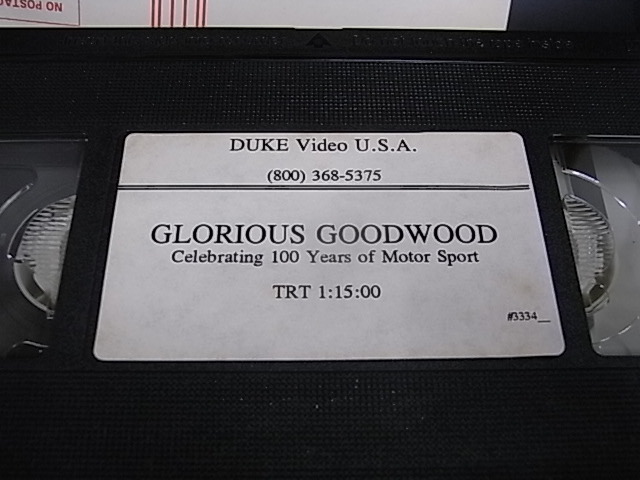 NO POSTAG
DUKE Video U.S.A.
(800) 368-5375
GLORIOUS GOODWOOD
Celebrating 100 Years of Motor Sport
TRT 1:15:00
#3334__